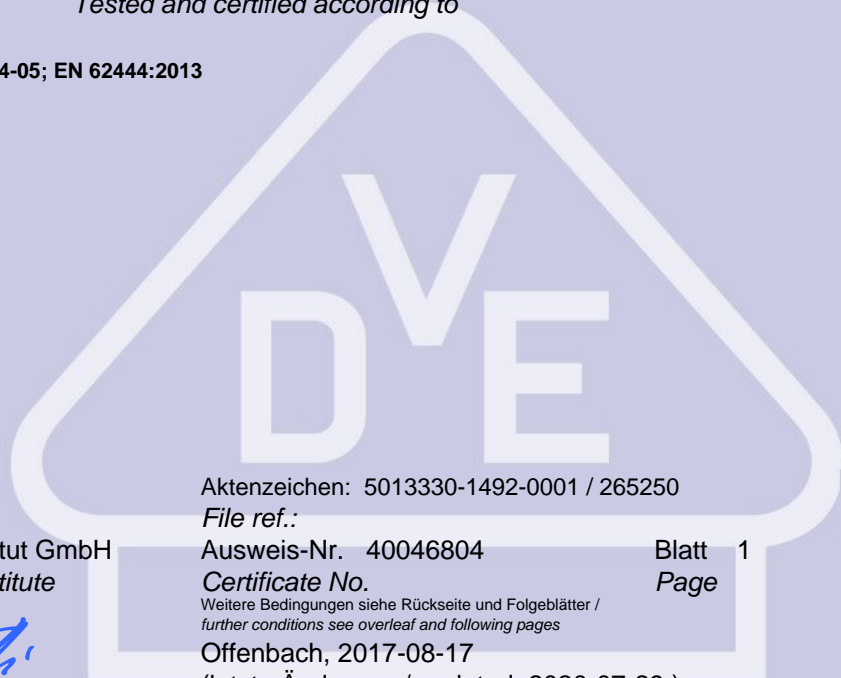 Tested and certified according to
4-05; EN 62444:2013
DVE
Aktenzeichen: 5013330-1492-0001 / 265250
File ref.:
tut GmbH Ausweis-Nr. 40046804 Blatt 1
titute Certificate No. Page
Weitere Bedingungen siehe Rückseite und Folgeblätter /
further conditions see overleaf and following pages
Offenbach, 2017-08-17